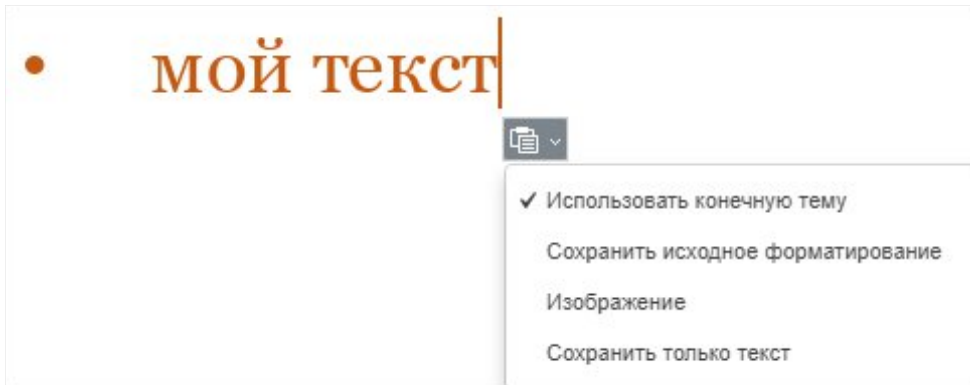 • мой текст
✓ Использовать конечную тему
Сохранить исходное форматирование
Изображение
Сохранить только текст